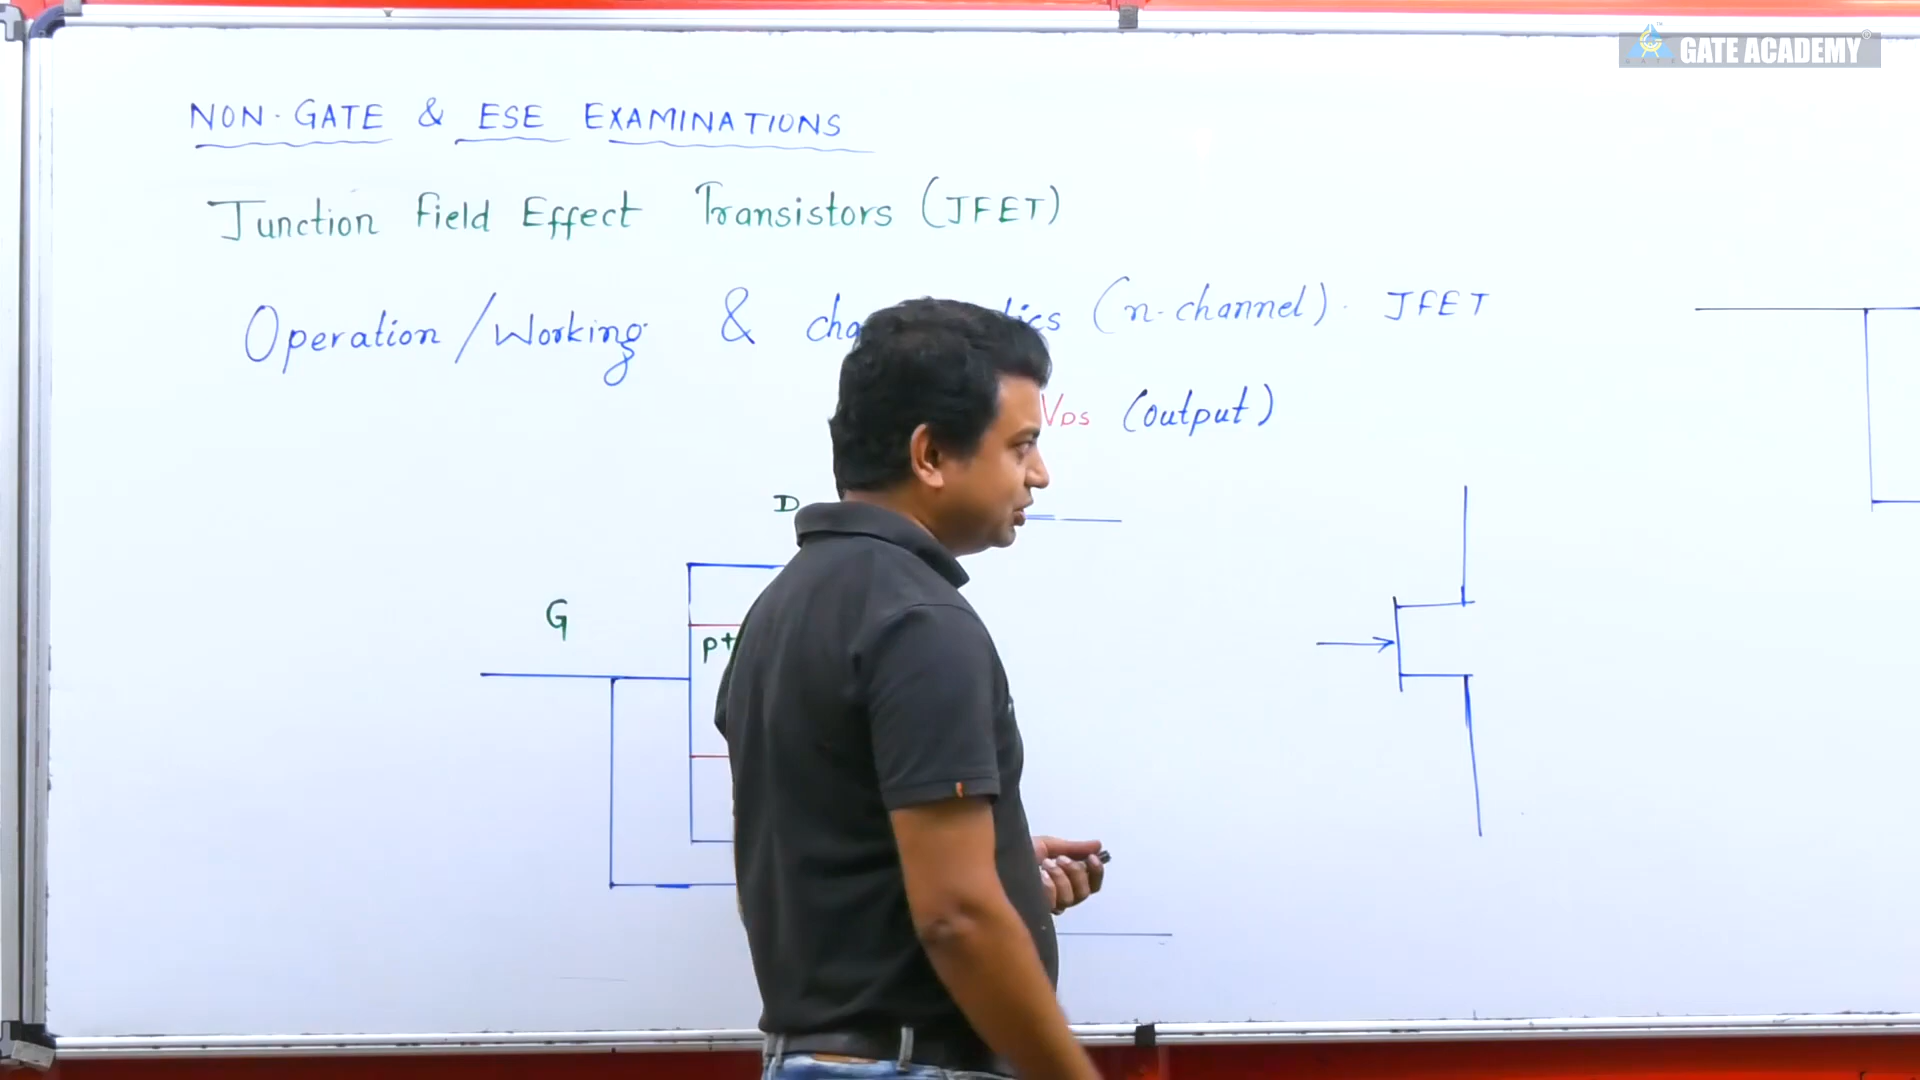 GATE ACADEMY
NON-GATE & ESE EXAMINATIONS
Junction Field Effect Transistors (JFET)
Operation/Working & (n-channel). JFET
VDS (output)
D
G
p+